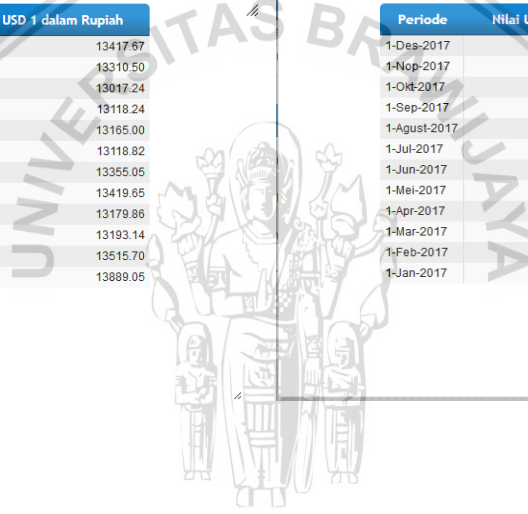 UNIVERSITAS BRAWIJAYA
USD 1 dalam Rupiah
13417.67
13310.50
13017.24
13118.24
13165.00
13118.82
13355.05
13419.65
13179.86
13193.14
13515.70
13889.05
Periode Nilai U
1-Des-2017
1-Nop-2017
1-Okt-2017
1-Sep-2017
1-Agust-2017
1-Jul-2017
1-Jun-2017
1-Mei-2017
1-Apr-2017
1-Mar-2017
1-Feb-2017
1-Jan-2017